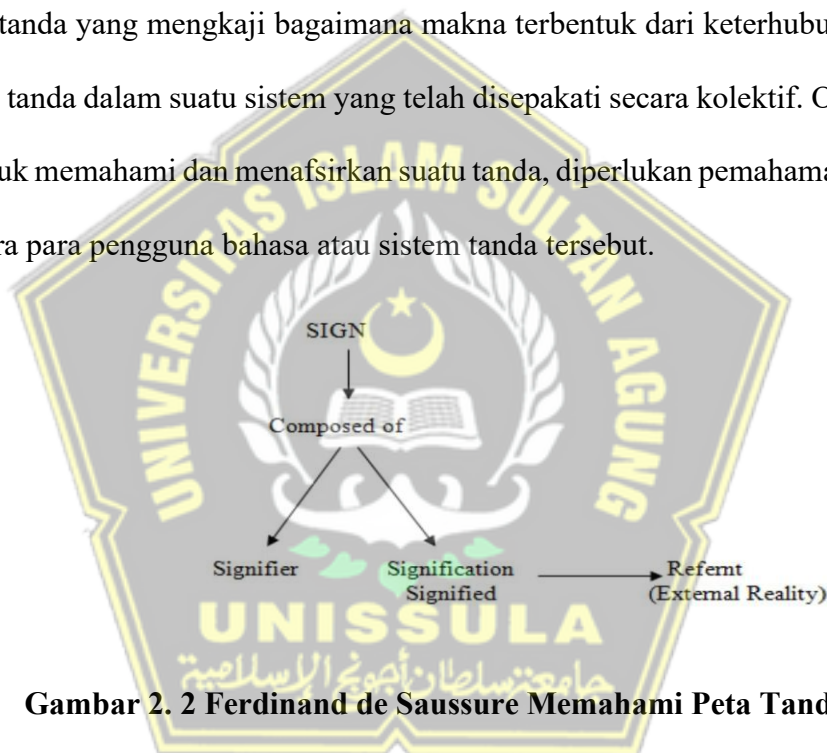 tanda yang mengkaji bagaimana makna terbentuk dari keterhubu
tanda dalam suatu sistem yang telah disepakati secara kolektif. O
uk memahami dan menafsirkan suatu tanda, diperlukan pemahama
ra para pengguna bahasa atau sistem tanda tersebut.
UNIVERSITAS ISLAM SULTAN AGUNG
SIGN
Composed of
Signifier Signification Refernt
Signified (External Reality)
UNISSULA
جامعة سلطان أجونج الإسلامية
Gambar 2. 2 Ferdinand de Saussure Memahami Peta Tand